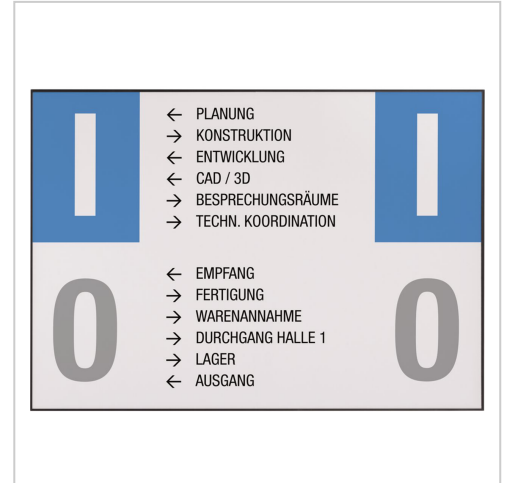 I I
← PLANUNG
→ KONSTRUKTION
← ENTWICKLUNG
← CAD / 3D
→ BESPRECHUNGSRÄUME
→ TECHN. KOORDINATION
0 0
← EMPFANG
→ FERTIGUNG
→ WARENANNAHME
→ DURCHGANG HALLE 1
→ LAGER
← AUSGANG